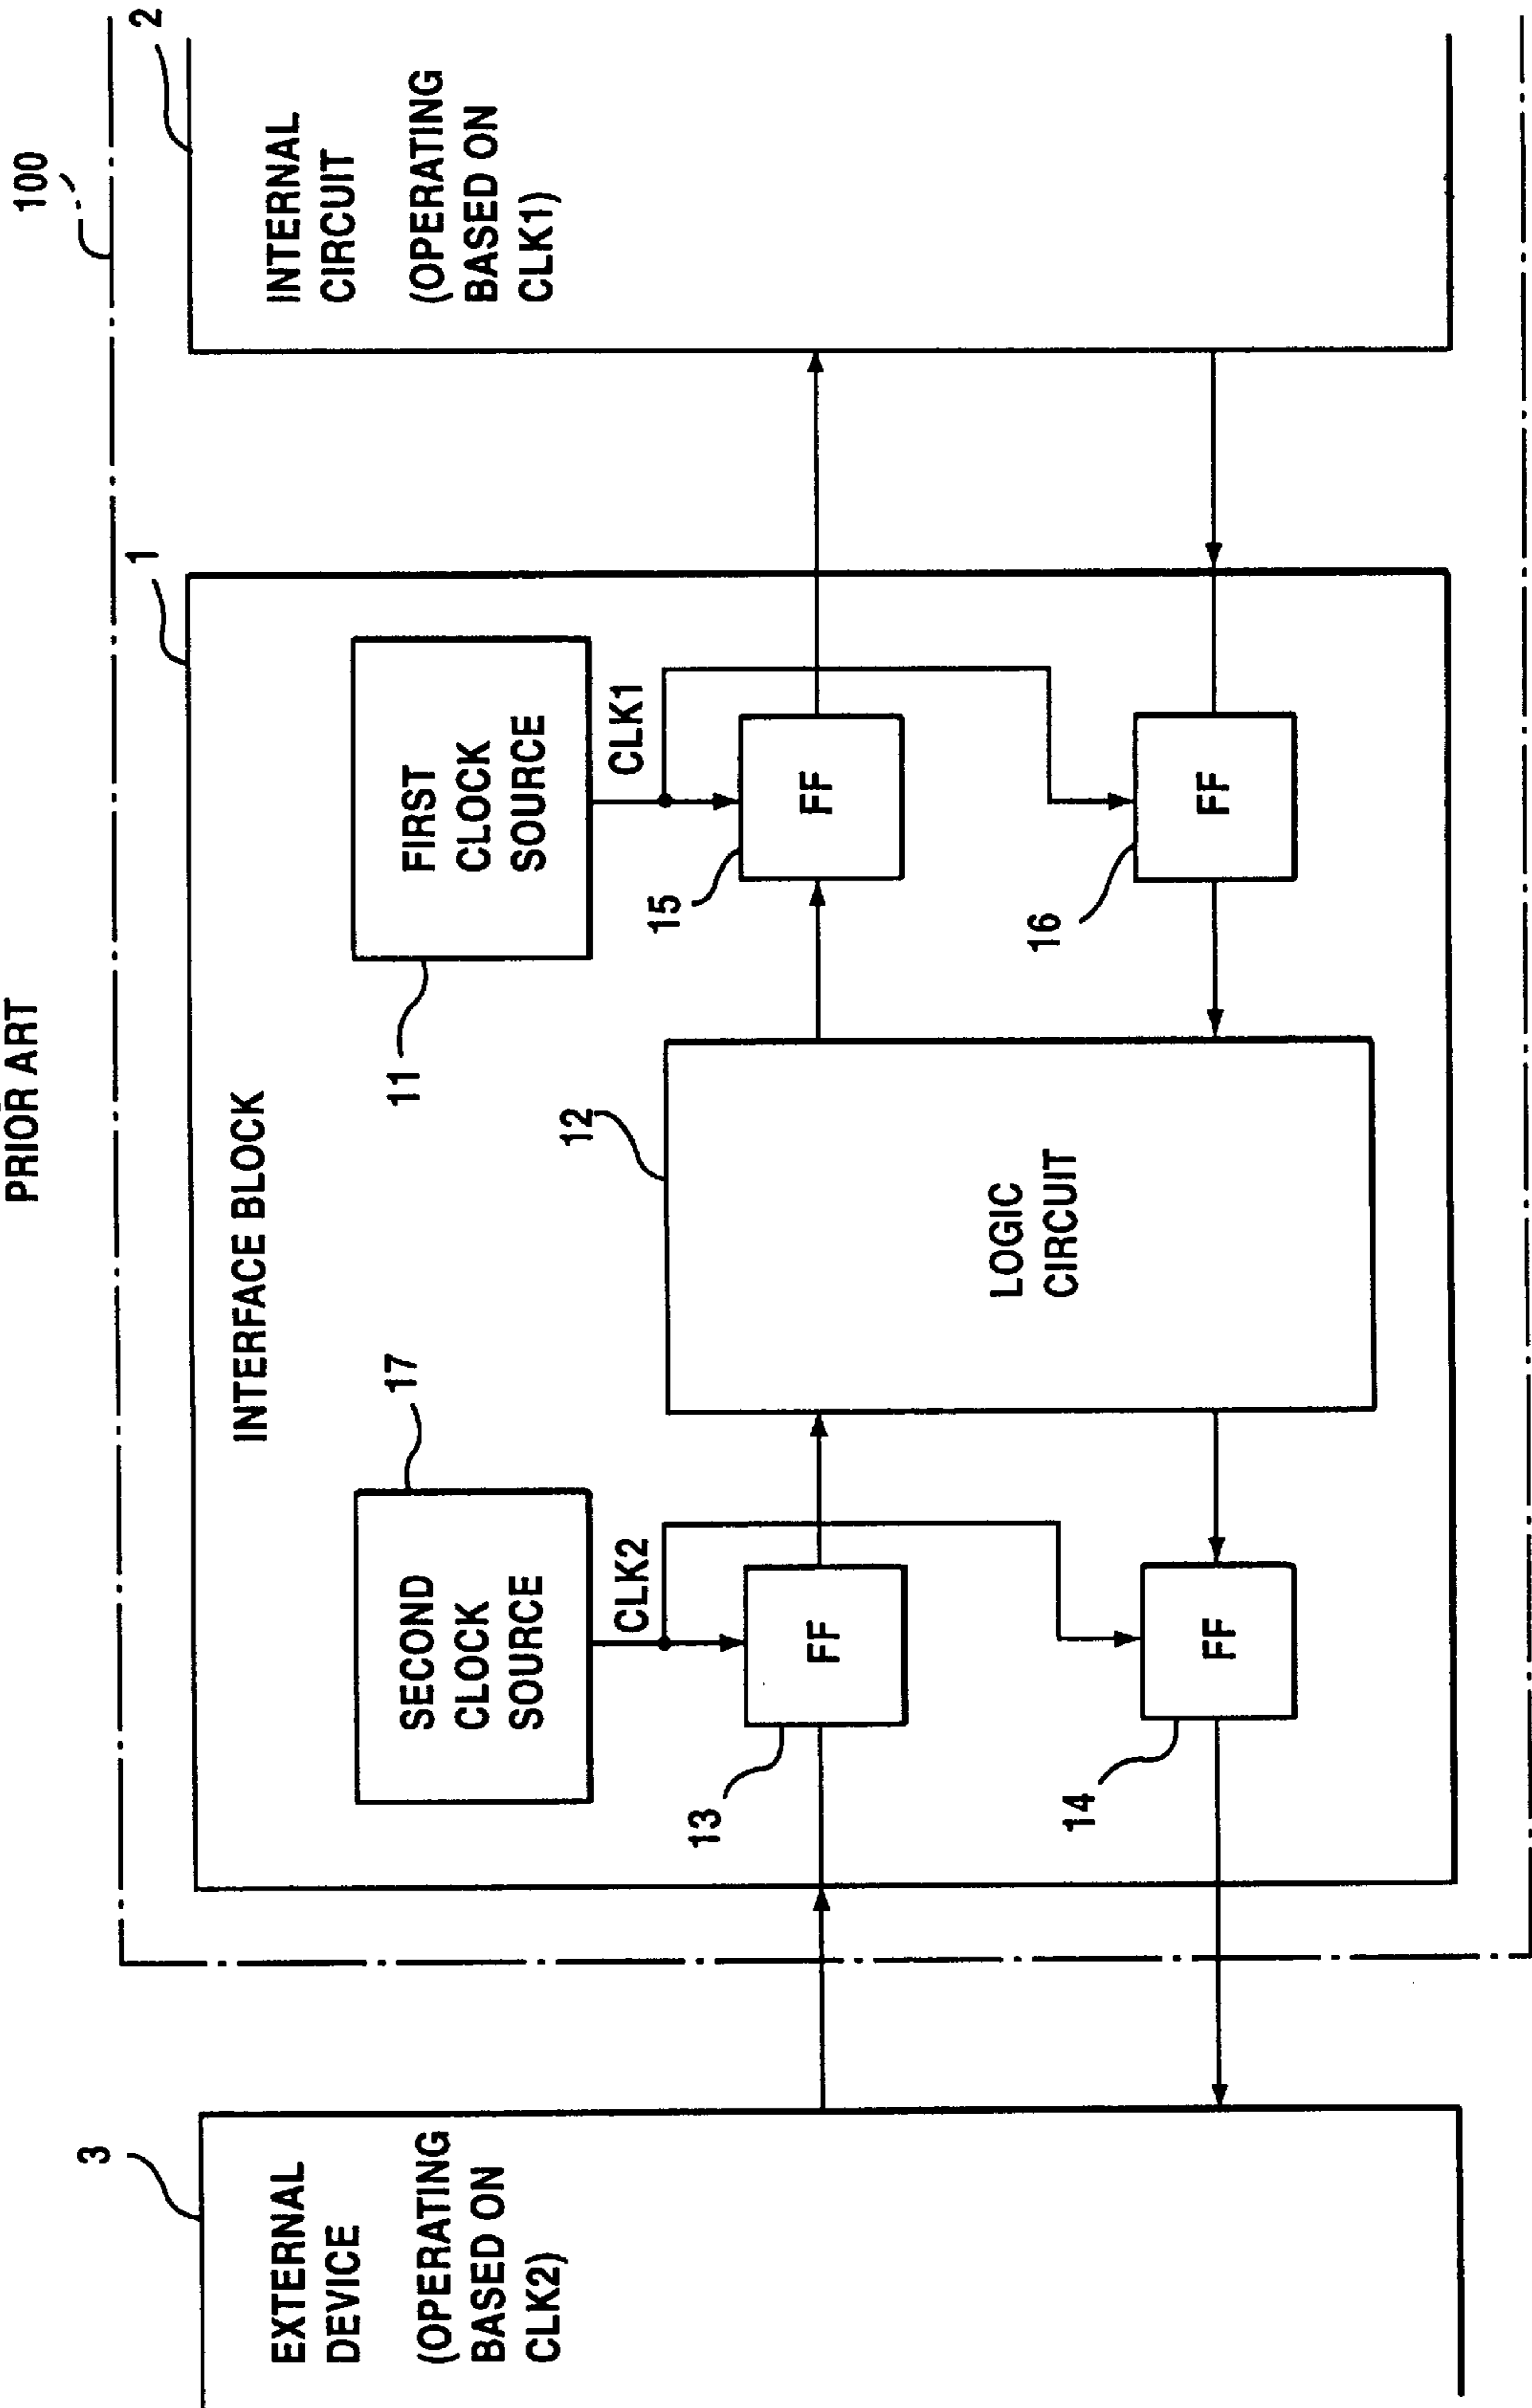 PRIOR ART
100
3
EXTERNAL
DEVICE
(OPERATING
BASED ON
CLK2)
1
INTERFACE BLOCK
SECOND
CLOCK
SOURCE
17
CLK2
FF
13
FF
14
12
LOGIC
CIRCUIT
FIRST
CLOCK
SOURCE
11
CLK1
FF
15
FF
16
2
INTERNAL
CIRCUIT
(OPERATING
BASED ON
CLK1)